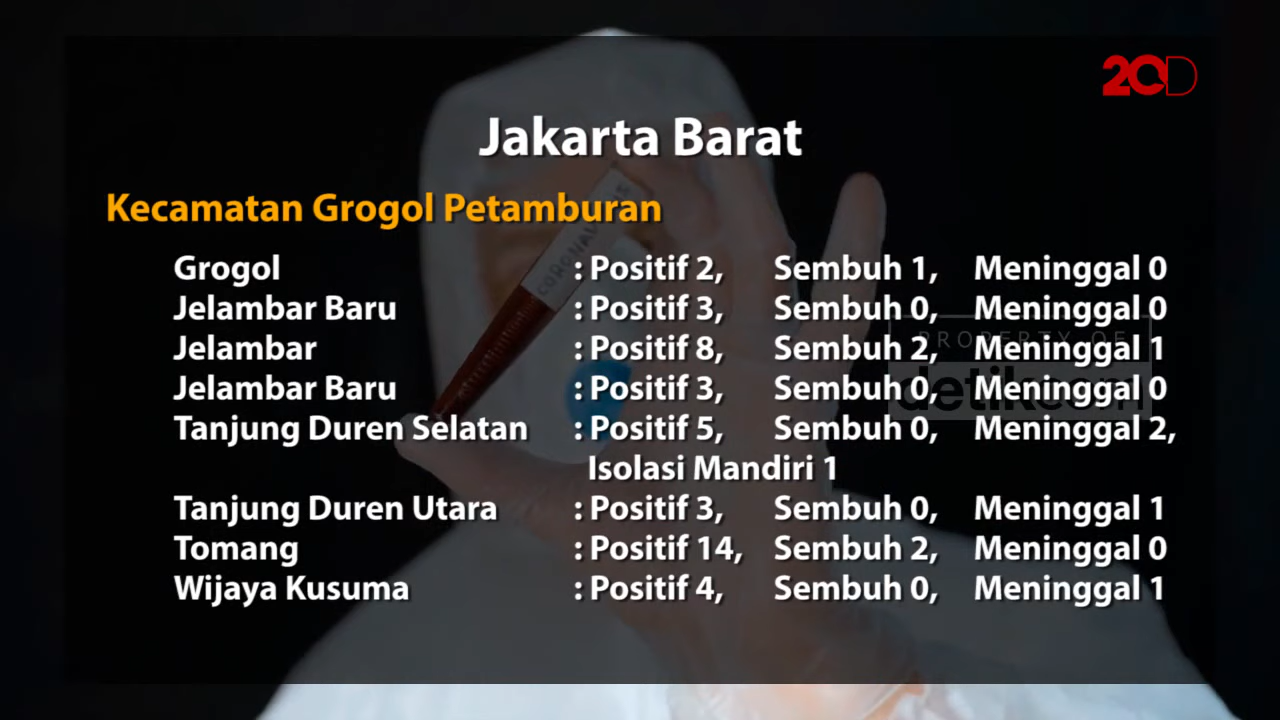 20D
Jakarta Barat
Kecamatan Grogol Petamburan
Grogol : Positif 2, Sembuh 1, Meninggal 0
Jelambar Baru : Positif 3, Sembuh 0, Meninggal 0
Jelambar : Positif 8, Sembuh 2, Meninggal 1
PROPERTY OF
Jelambar Baru : Positif 3, Sembuh 0, Meninggal 0
detikcom
Tanjung Duren Selatan : Positif 5, Sembuh 0, Meninggal 2,
Isolasi Mandiri 1
Tanjung Duren Utara : Positif 3, Sembuh 0, Meninggal 1
Tomang : Positif 14, Sembuh 2, Meninggal 0
Wijaya Kusuma : Positif 4, Sembuh 0, Meninggal 1